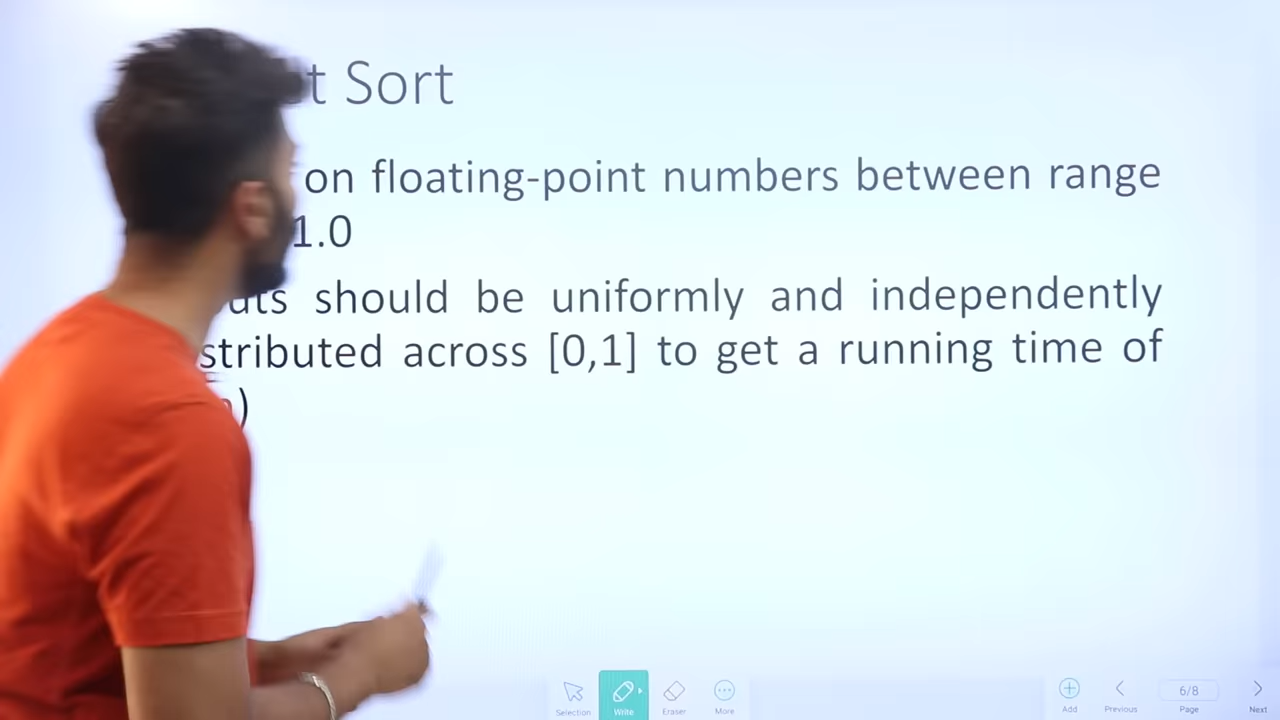 t Sort
on floating-point numbers between range
1.0
uts should be uniformly and independently
stributed across [0,1] to get a running time of
)
Selection
Write
Eraser
More
Add
Previous
6/8
Page
Next